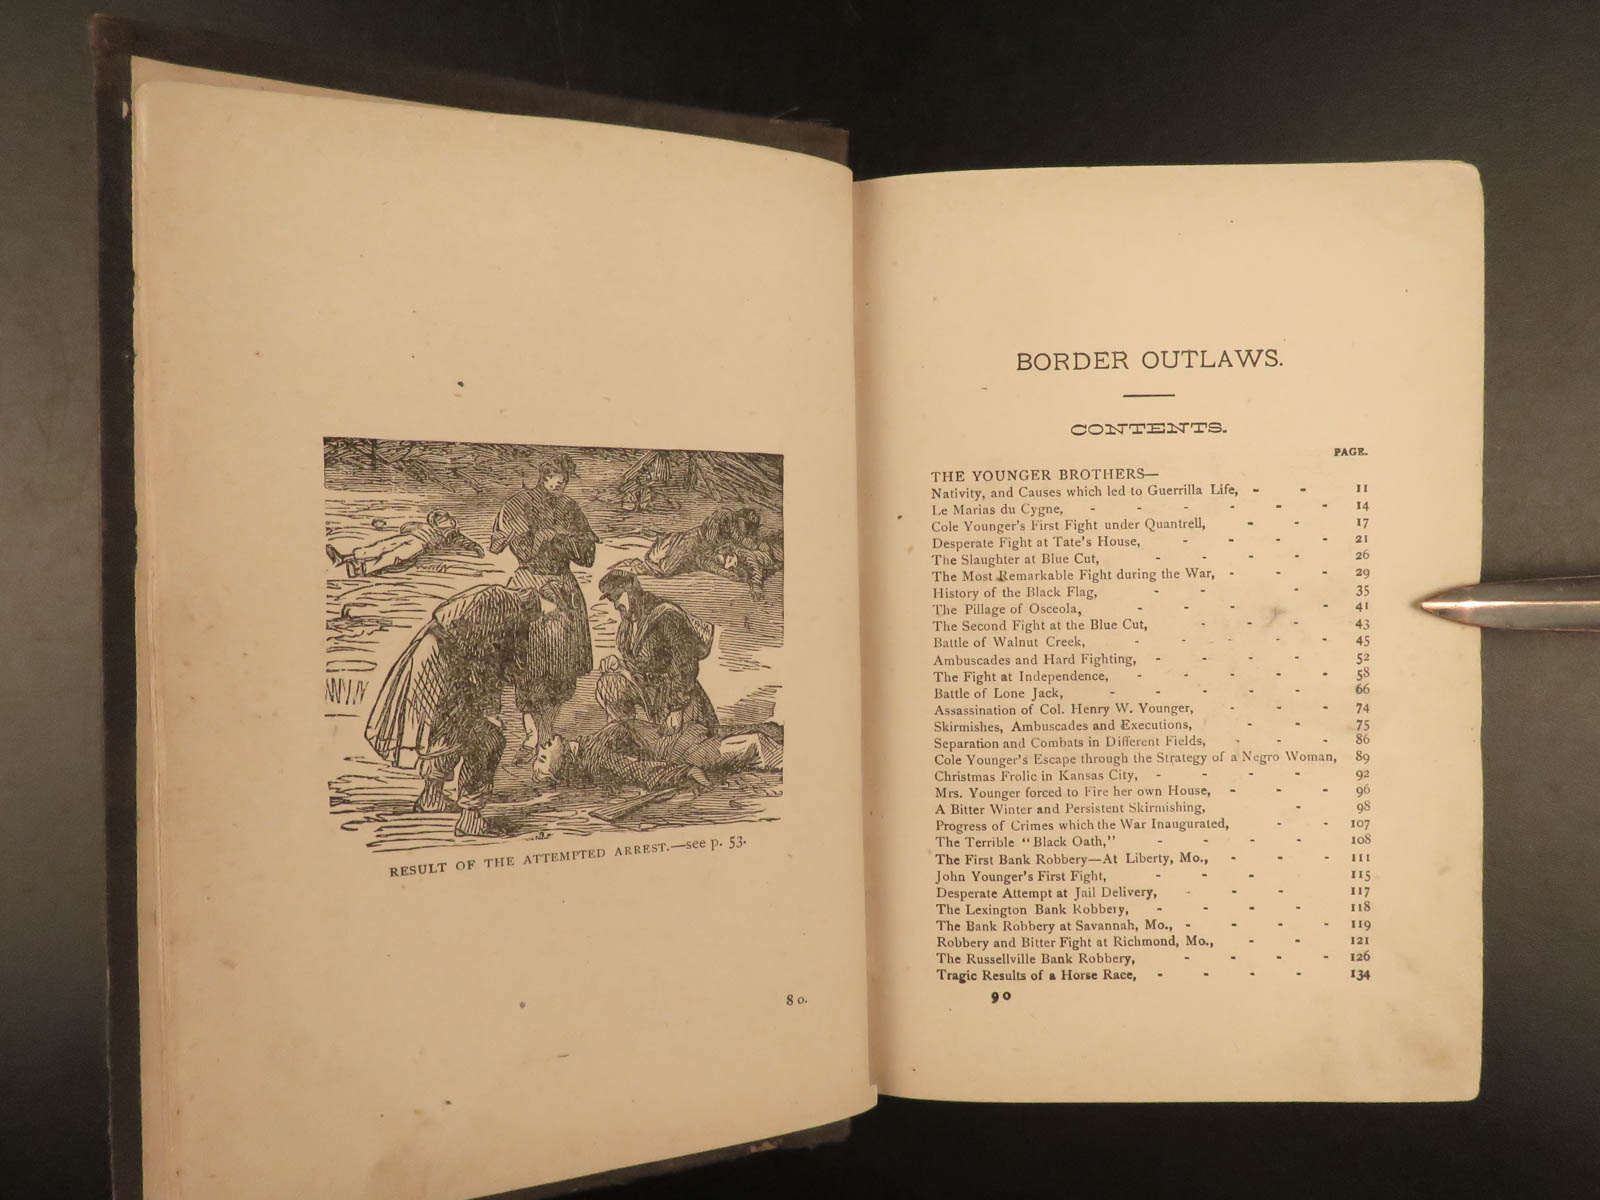 RESULT OF THE ATTEMPTED ARREST.—see p. 53.
8 o.
BORDER OUTLAWS.
CONTENTS.
PAGE.
THE YOUNGER BROTHERS—
Nativity, and Causes which led to Guerrilla Life, - - 11
Le Marias du Cygne, - - - - - - 14
Cole Younger's First Fight under Quantrell, - - 17
Desperate Fight at Tate's House, - - - - 21
The Slaughter at Blue Cut, - - - - 26
The Most Remarkable Fight during the War, - - - 29
History of the Black Flag, - - - 35
The Pillage of Osceola, - - - - 41
The Second Fight at the Blue Cut, - - - 43
Battle of Walnut Creek, - - - - - 45
Ambuscades and Hard Fighting, - - - - 52
The Fight at Independence, - - - - - 58
Battle of Lone Jack, - - - - - 66
Assassination of Col. Henry W. Younger, - - - 74
Skirmishes, Ambuscades and Executions, - - 75
Separation and Combats in Different Fields, - - - 86
Cole Younger's Escape through the Strategy of a Negro Woman, 89
Christmas Frolic in Kansas City, - - - - 92
Mrs. Younger forced to Fire her own House, - - - 96
A Bitter Winter and Persistent Skirmishing, - 98
Progress of Crimes which the War Inaugurated, - - 107
The Terrible "Black Oath," - - - - 108
The First Bank Robbery—At Liberty, Mo., - - - 111
John Younger's First Fight, - - - 115
Desperate Attempt at Jail Delivery, - - - 117
The Lexington Bank Robbery, - - - - 118
The Bank Robbery at Savannah, Mo., - - - - 119
Robbery and Bitter Fight at Richmond, Mo., - - 121
The Russellville Bank Robbery, - - - - 126
Tragic Results of a Horse Race, - - - - 134
9 o